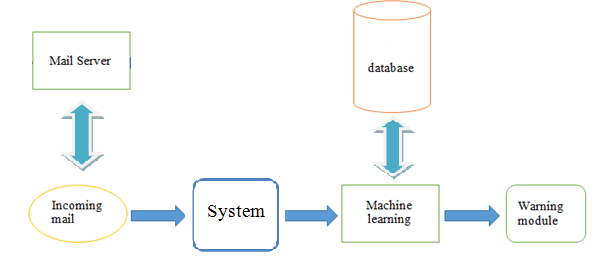 Mail Server
database
Incoming
mail
System
Machine
learning
Warning
module